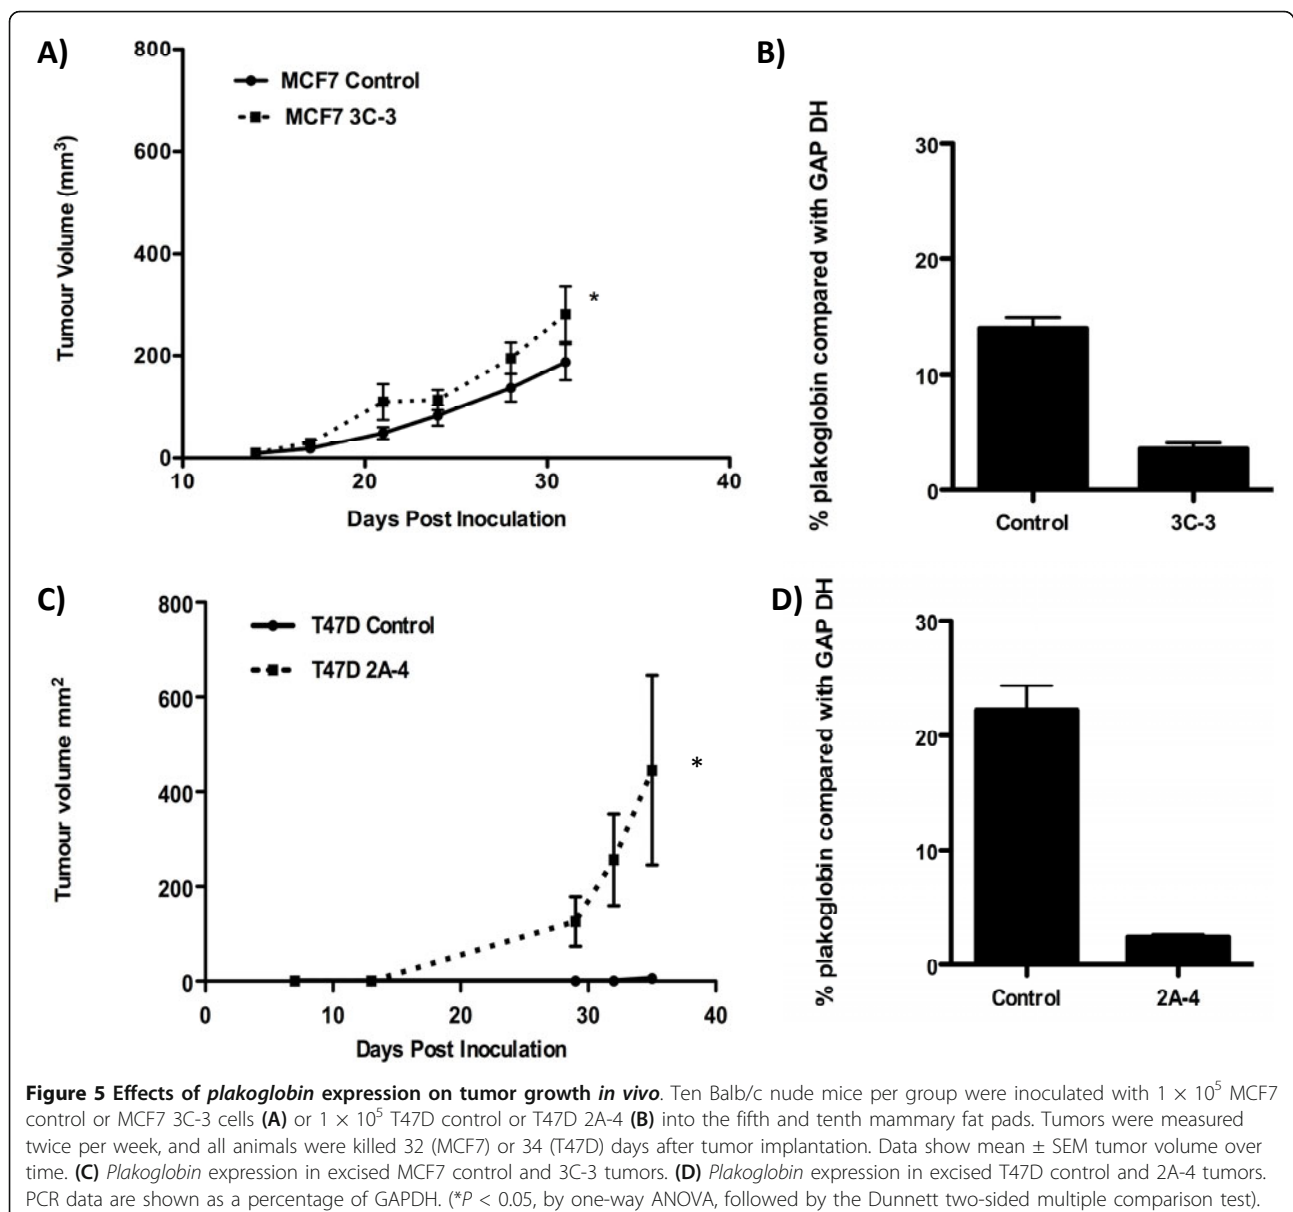 A)
800
600
400
200
0
Tumour Volume (mm³)
MCF7 Control
MCF7 3C-3
*
10
20
30
40
Days Post Inoculation
B)
% plakoglobin compared with GAP DH
30
20
10
0
Control
3C-3
C)
800
600
400
200
0
Tumour volume mm²
T47D Control
T47D 2A-4
*
0
10
20
30
40
Days Post Inoculation
D)
% plakoglobin compared with GAP DH
30
20
10
0
Control
2A-4
Figure 5 Effects of plakoglobin expression on tumor growth in vivo. Ten Balb/c nude mice per group were inoculated with 1 × 10⁵ MCF7
control or MCF7 3C-3 cells (A) or 1 × 10⁵ T47D control or T47D 2A-4 (B) into the fifth and tenth mammary fat pads. Tumors were measured
twice per week, and all animals were killed 32 (MCF7) or 34 (T47D) days after tumor implantation. Data show mean ± SEM tumor volume over
time. (C) Plakoglobin expression in excised MCF7 control and 3C-3 tumors. (D) Plakoglobin expression in excised T47D control and 2A-4 tumors.
PCR data are shown as a percentage of GAPDH. (*P < 0.05, by one-way ANOVA, followed by the Dunnett two-sided multiple comparison test).